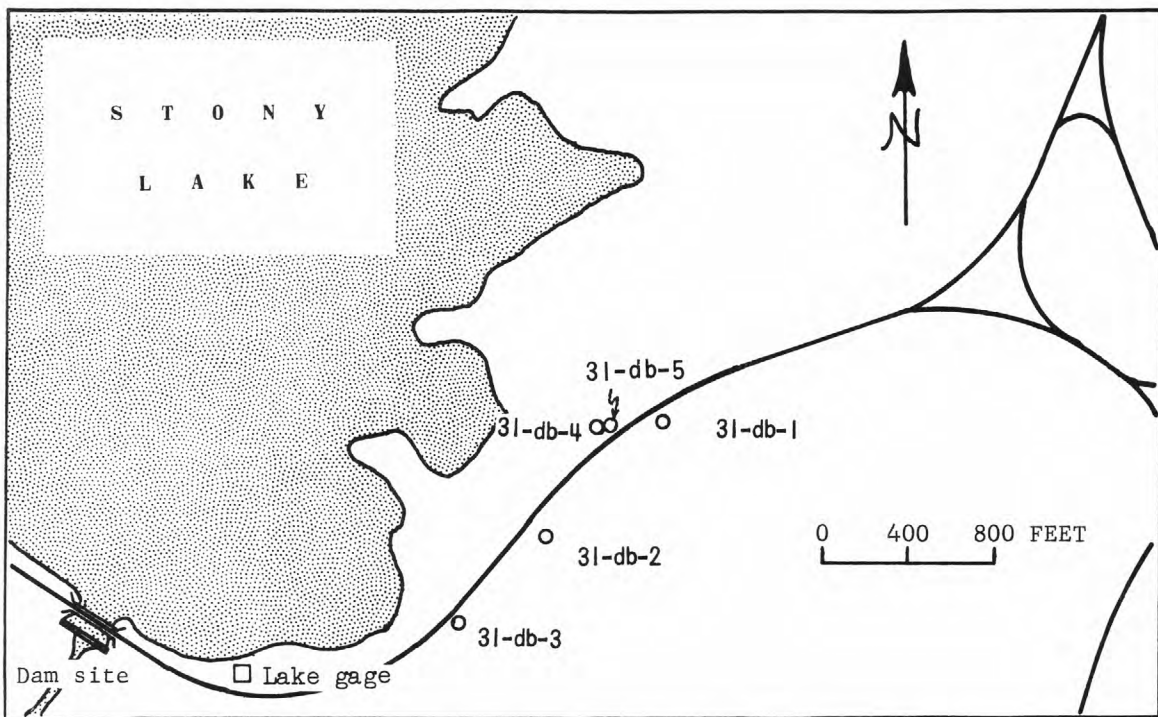 S T O N Y
L A K E
N
31-db-5
31-db-4
31-db-1
31-db-2
0 400 800 FEET
31-db-3
Dam site
Lake gage